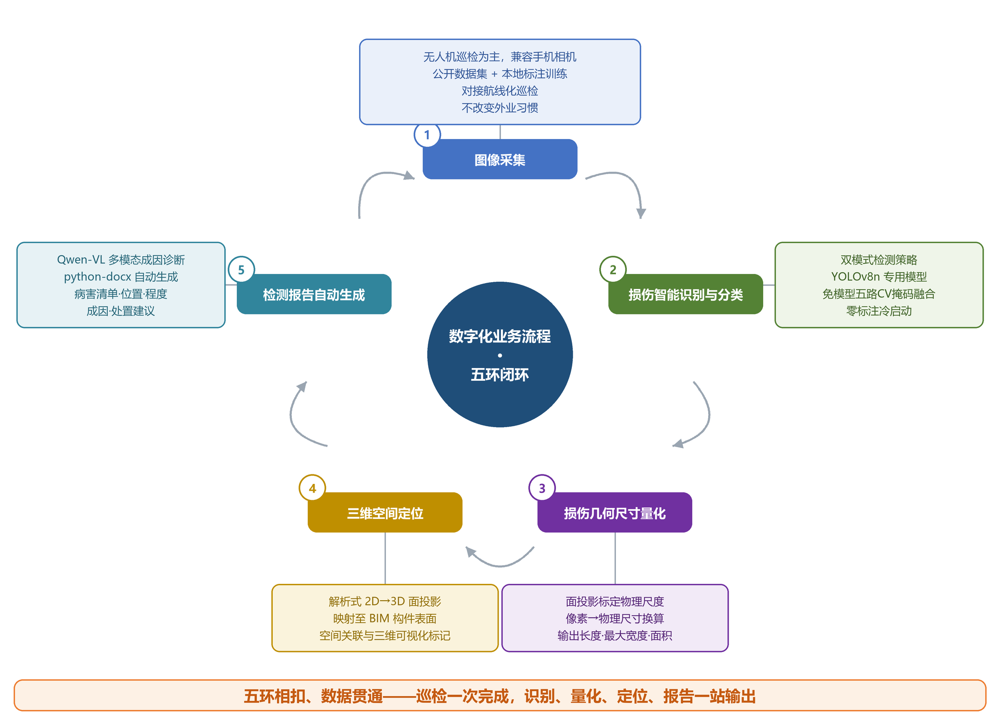 无人机巡检为主，兼容手机相机
公开数据集 + 本地标注训练
对接航线化巡检
不改变外业习惯
1
图像采集
2
损伤智能识别与分类
双模式检测策略
YOLOv8n 专用模型
免模型五路CV掩码融合
零标注冷启动
3
损伤几何尺寸量化
面投影标定物理尺度
像素→物理尺寸换算
输出长度·最大宽度·面积
4
三维空间定位
解析式 2D→3D 面投影
映射至 BIM 构件表面
空间关联与三维可视化标记
5
检测报告自动生成
Qwen-VL 多模态成因诊断
python-docx 自动生成
病害清单·位置·程度
成因·处置建议
数字化业务流程
·
五环闭环
五环相扣、数据贯通——巡检一次完成，识别、量化、定位、报告一站输出